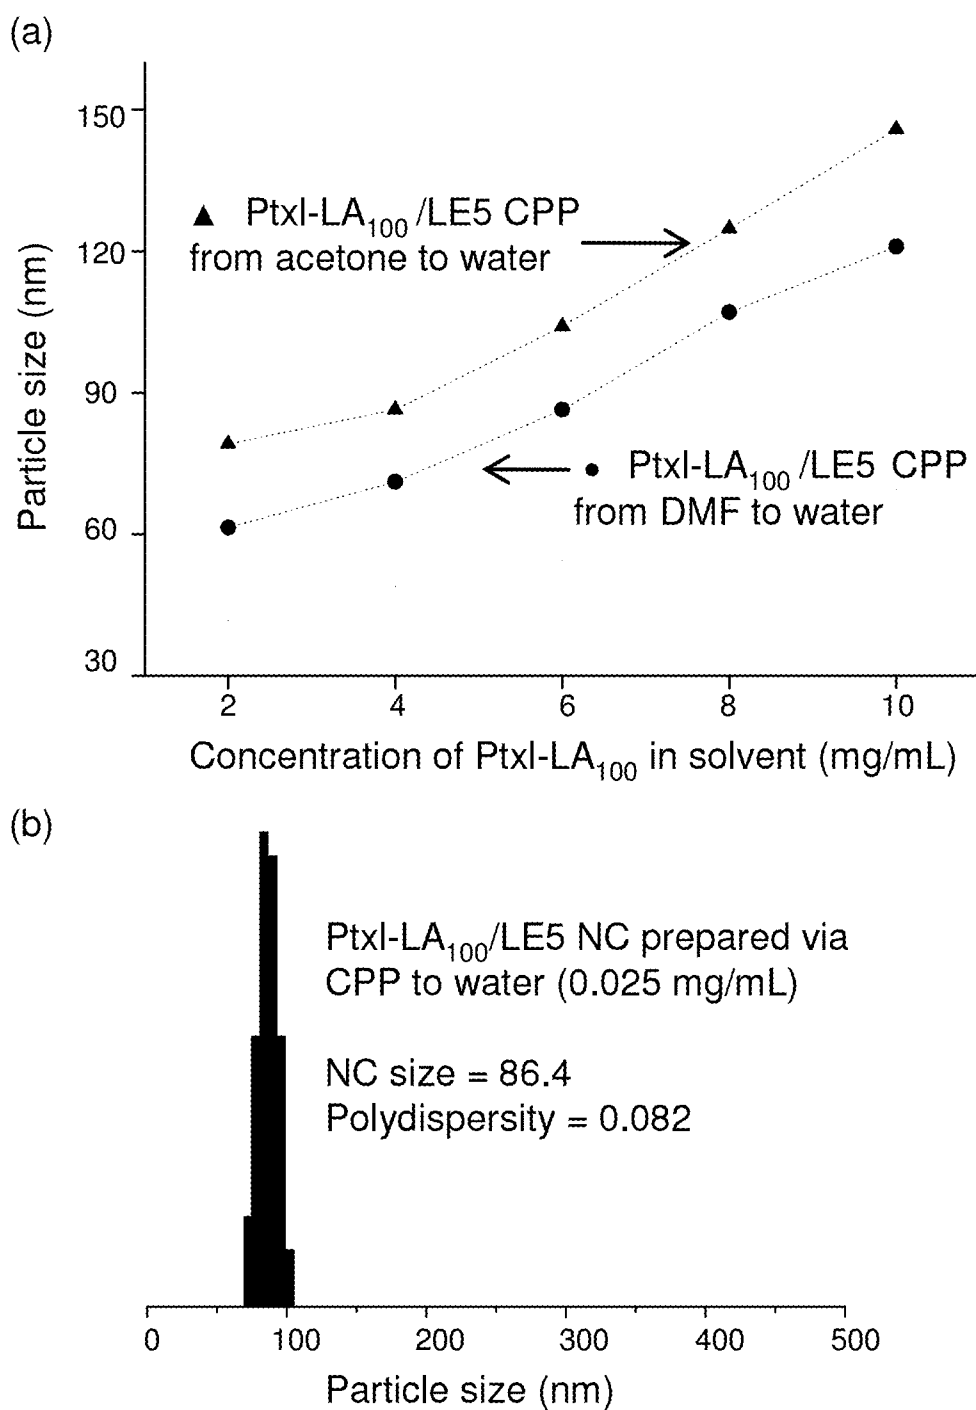 (a)
150
120
90
60
30
Particle size (nm)
▲ Ptxl-LA100 /LE5 CPP
from acetone to water
● Ptxl-LA100 /LE5 CPP
from DMF to water
2 4 6 8 10
Concentration of Ptxl-LA100 in solvent (mg/mL)
(b)
Ptxl-LA100/LE5 NC prepared via
CPP to water (0.025 mg/mL)
NC size = 86.4
Polydispersity = 0.082
0 100 200 300 400 500
Particle size (nm)